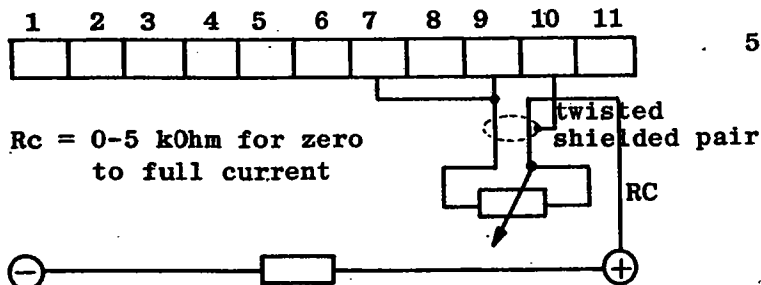 1 2 3 4 5 6 7 8 9 10 11
5
Rc = 0-5 kOhm for zero
to full current
twisted
shielded pair
RC
− +